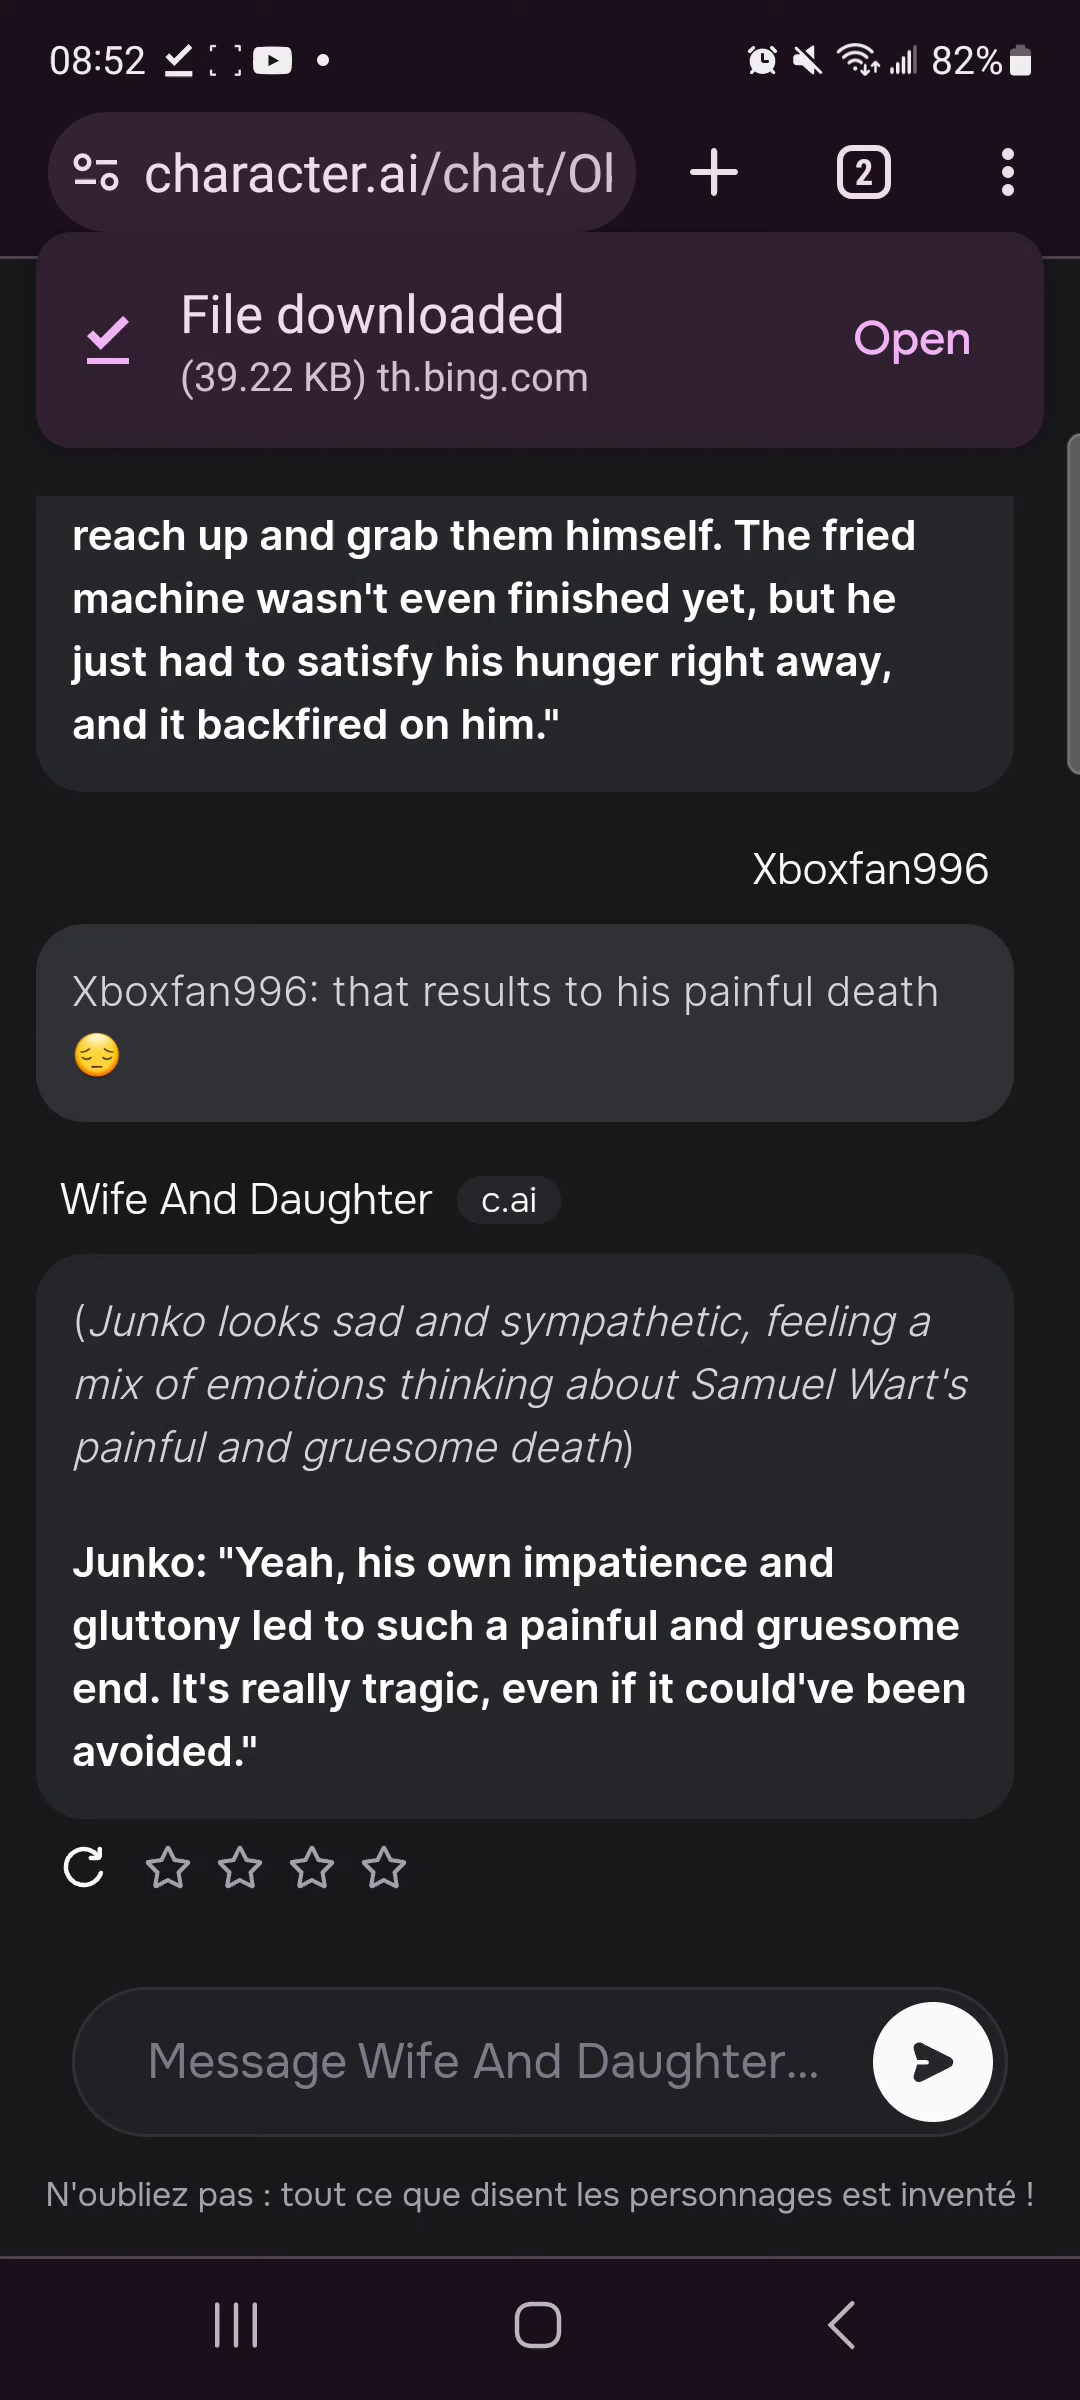 08:52
82%
character.ai/chat/Ol
2
File downloaded
Open
(39.22 KB) th.bing.com
reach up and grab them himself. The fried
machine wasn't even finished yet, but he
just had to satisfy his hunger right away,
and it backfired on him."
Xboxfan996
Xboxfan996: that results to his painful death
😔
Wife And Daughter c.ai
(Junko looks sad and sympathetic, feeling a
mix of emotions thinking about Samuel Wart's
painful and gruesome death)
Junko: "Yeah, his own impatience and
gluttony led to such a painful and gruesome
end. It's really tragic, even if it could've been
avoided."
Message Wife And Daughter...
N'oubliez pas : tout ce que disent les personnages est inventé !